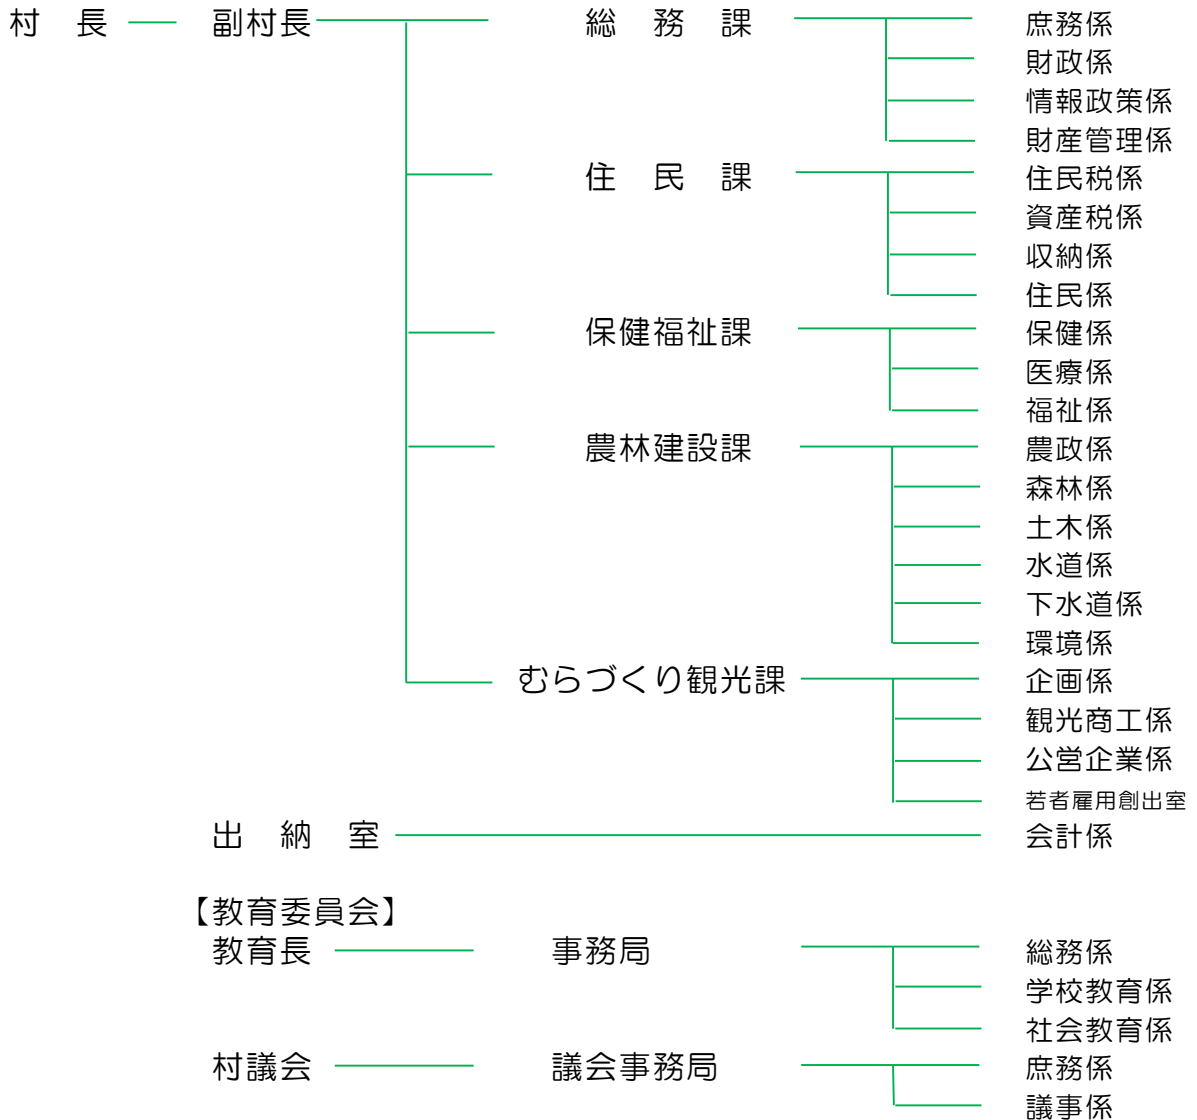 村　長　副村長　総　務　課　庶務係
財政係
情報政策係
財産管理係
住　民　課　住民税係
資産税係
収納係
住民係
保健福祉課　保健係
医療係
福祉係
農林建設課　農政係
森林係
土木係
水道係
下水道係
環境係
むらづくり観光課　企画係
観光商工係
公営企業係
若者雇用創出室
出　納　室　会計係
【教育委員会】
教育長　事務局　総務係
学校教育係
社会教育係
村議会　議会事務局　庶務係
議事係